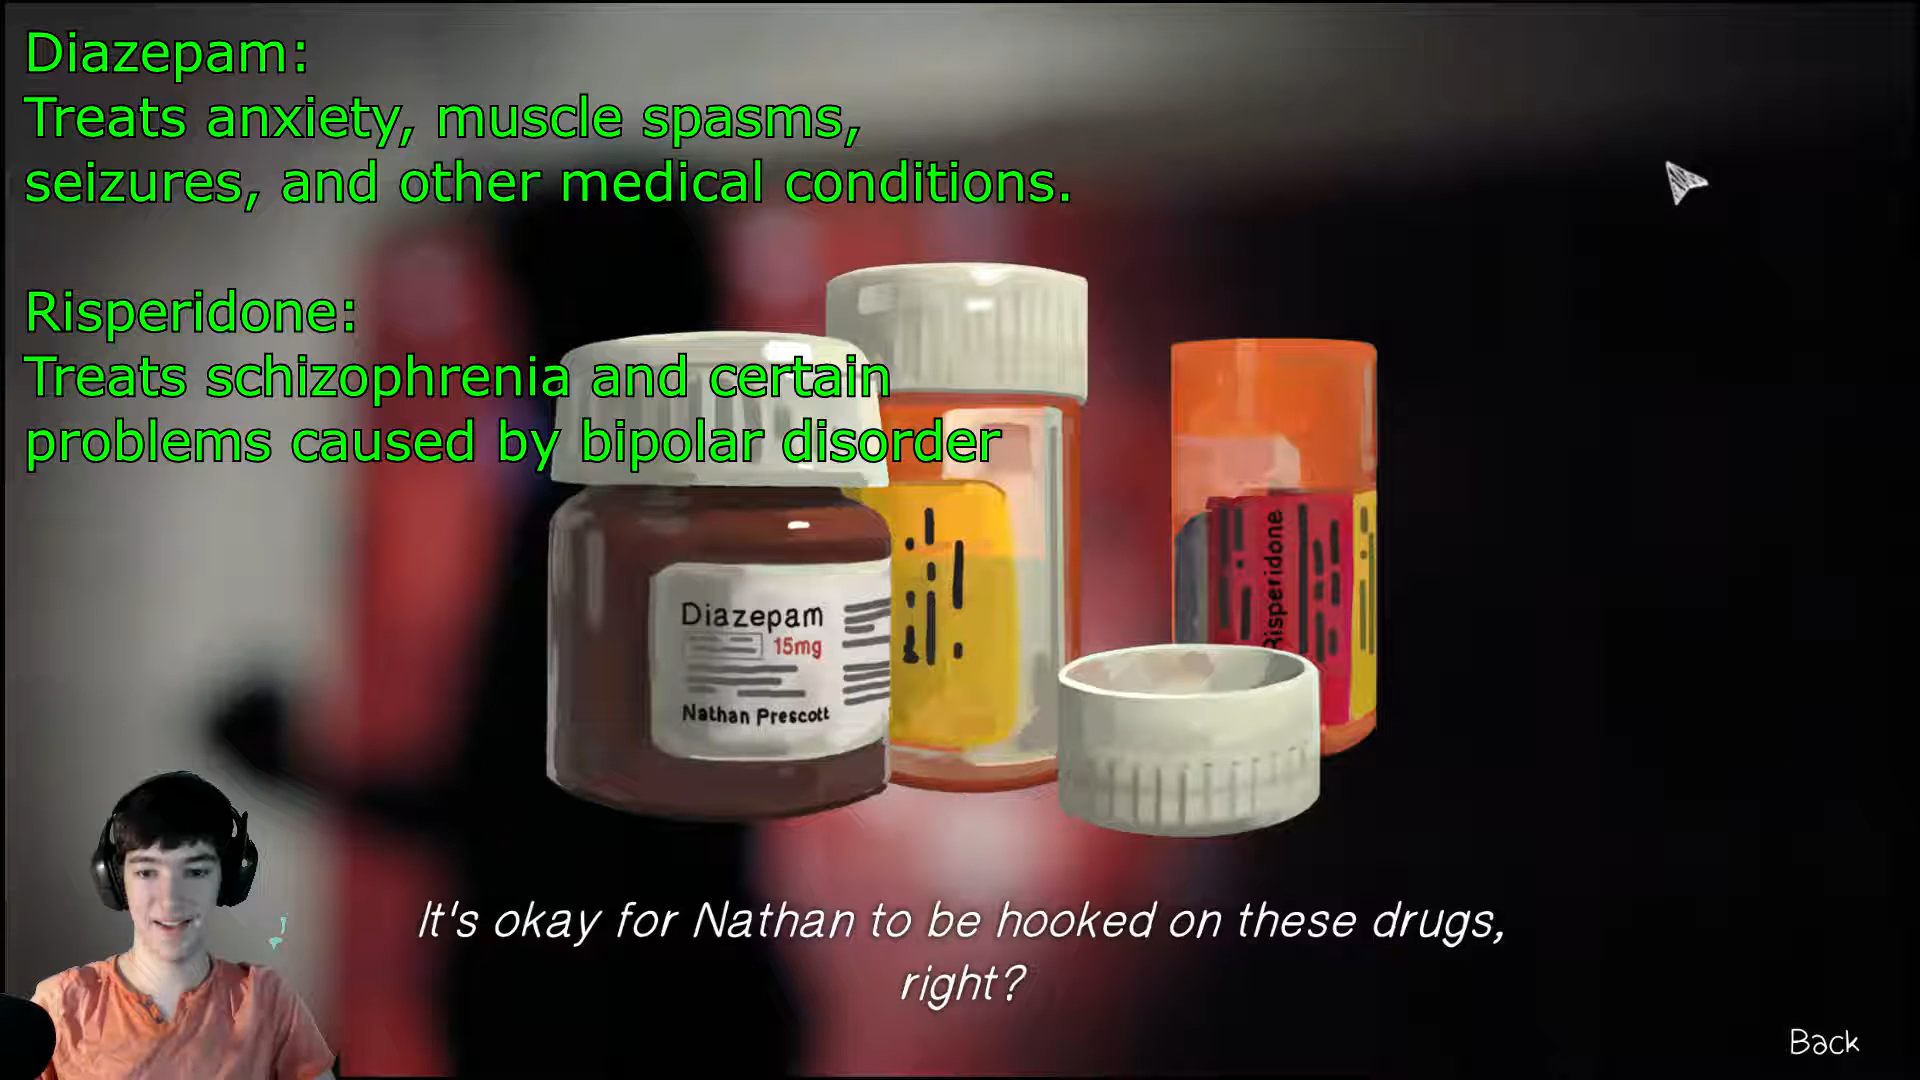 Diazepam:
Treats anxiety, muscle spasms,
seizures, and other medical conditions.
Risperidone:
Treats schizophrenia and certain
problems caused by bipolar disorder
Diazepam
15mg
Nathan Prescott
Risperidone
It's okay for Nathan to be hooked on these drugs,
right?
Back